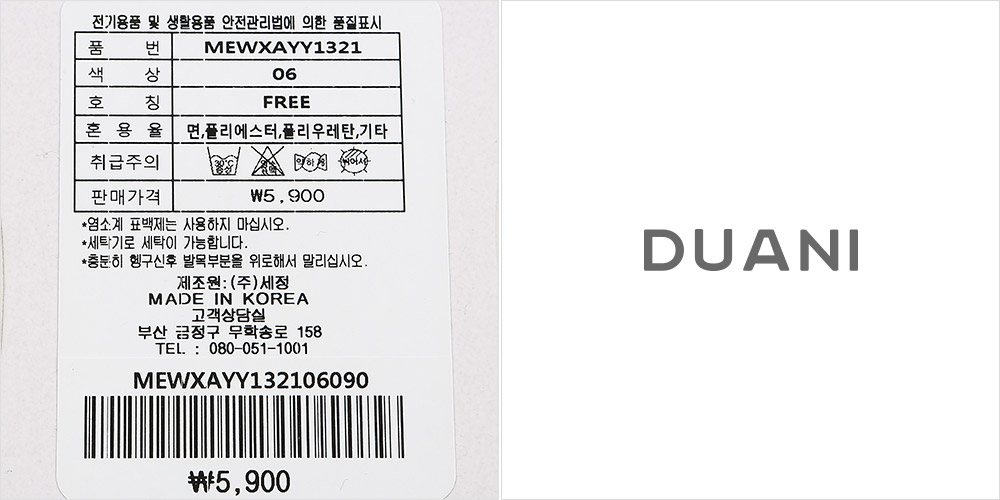 전기용품 및 생활용품 안전관리법에 의한 품질표시
품 번 MEWXAYY1321
색 상 06
호 칭 FREE
혼 용 율 면,폴리에스터,폴리우레탄,기타
취급주의 30℃ 중성 약하게
판매가격 ₩5,900
*염소계 표백제는 사용하지 마십시오.
*세탁기로 세탁이 가능합니다.
*충분히 헹구신후 발목부분을 위로해서 말리십시오.
제조원:(주)세정
MADE IN KOREA
고객상담실
부산 금정구 무학송로 158
TEL : 080-051-1001
MEWXAYY132106090
₩5,900
DUANI